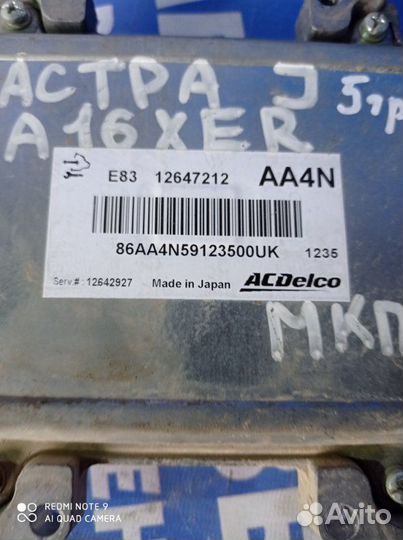 АСТРА J 5ч
A16XER
E83 12647212 AA4N
86AA4N59123500UK 1235
Serv.#: 12642927 Made in Japan ACDelco
МКП
REDMI NOTE 9
AI QUAD CAMERA
Avito